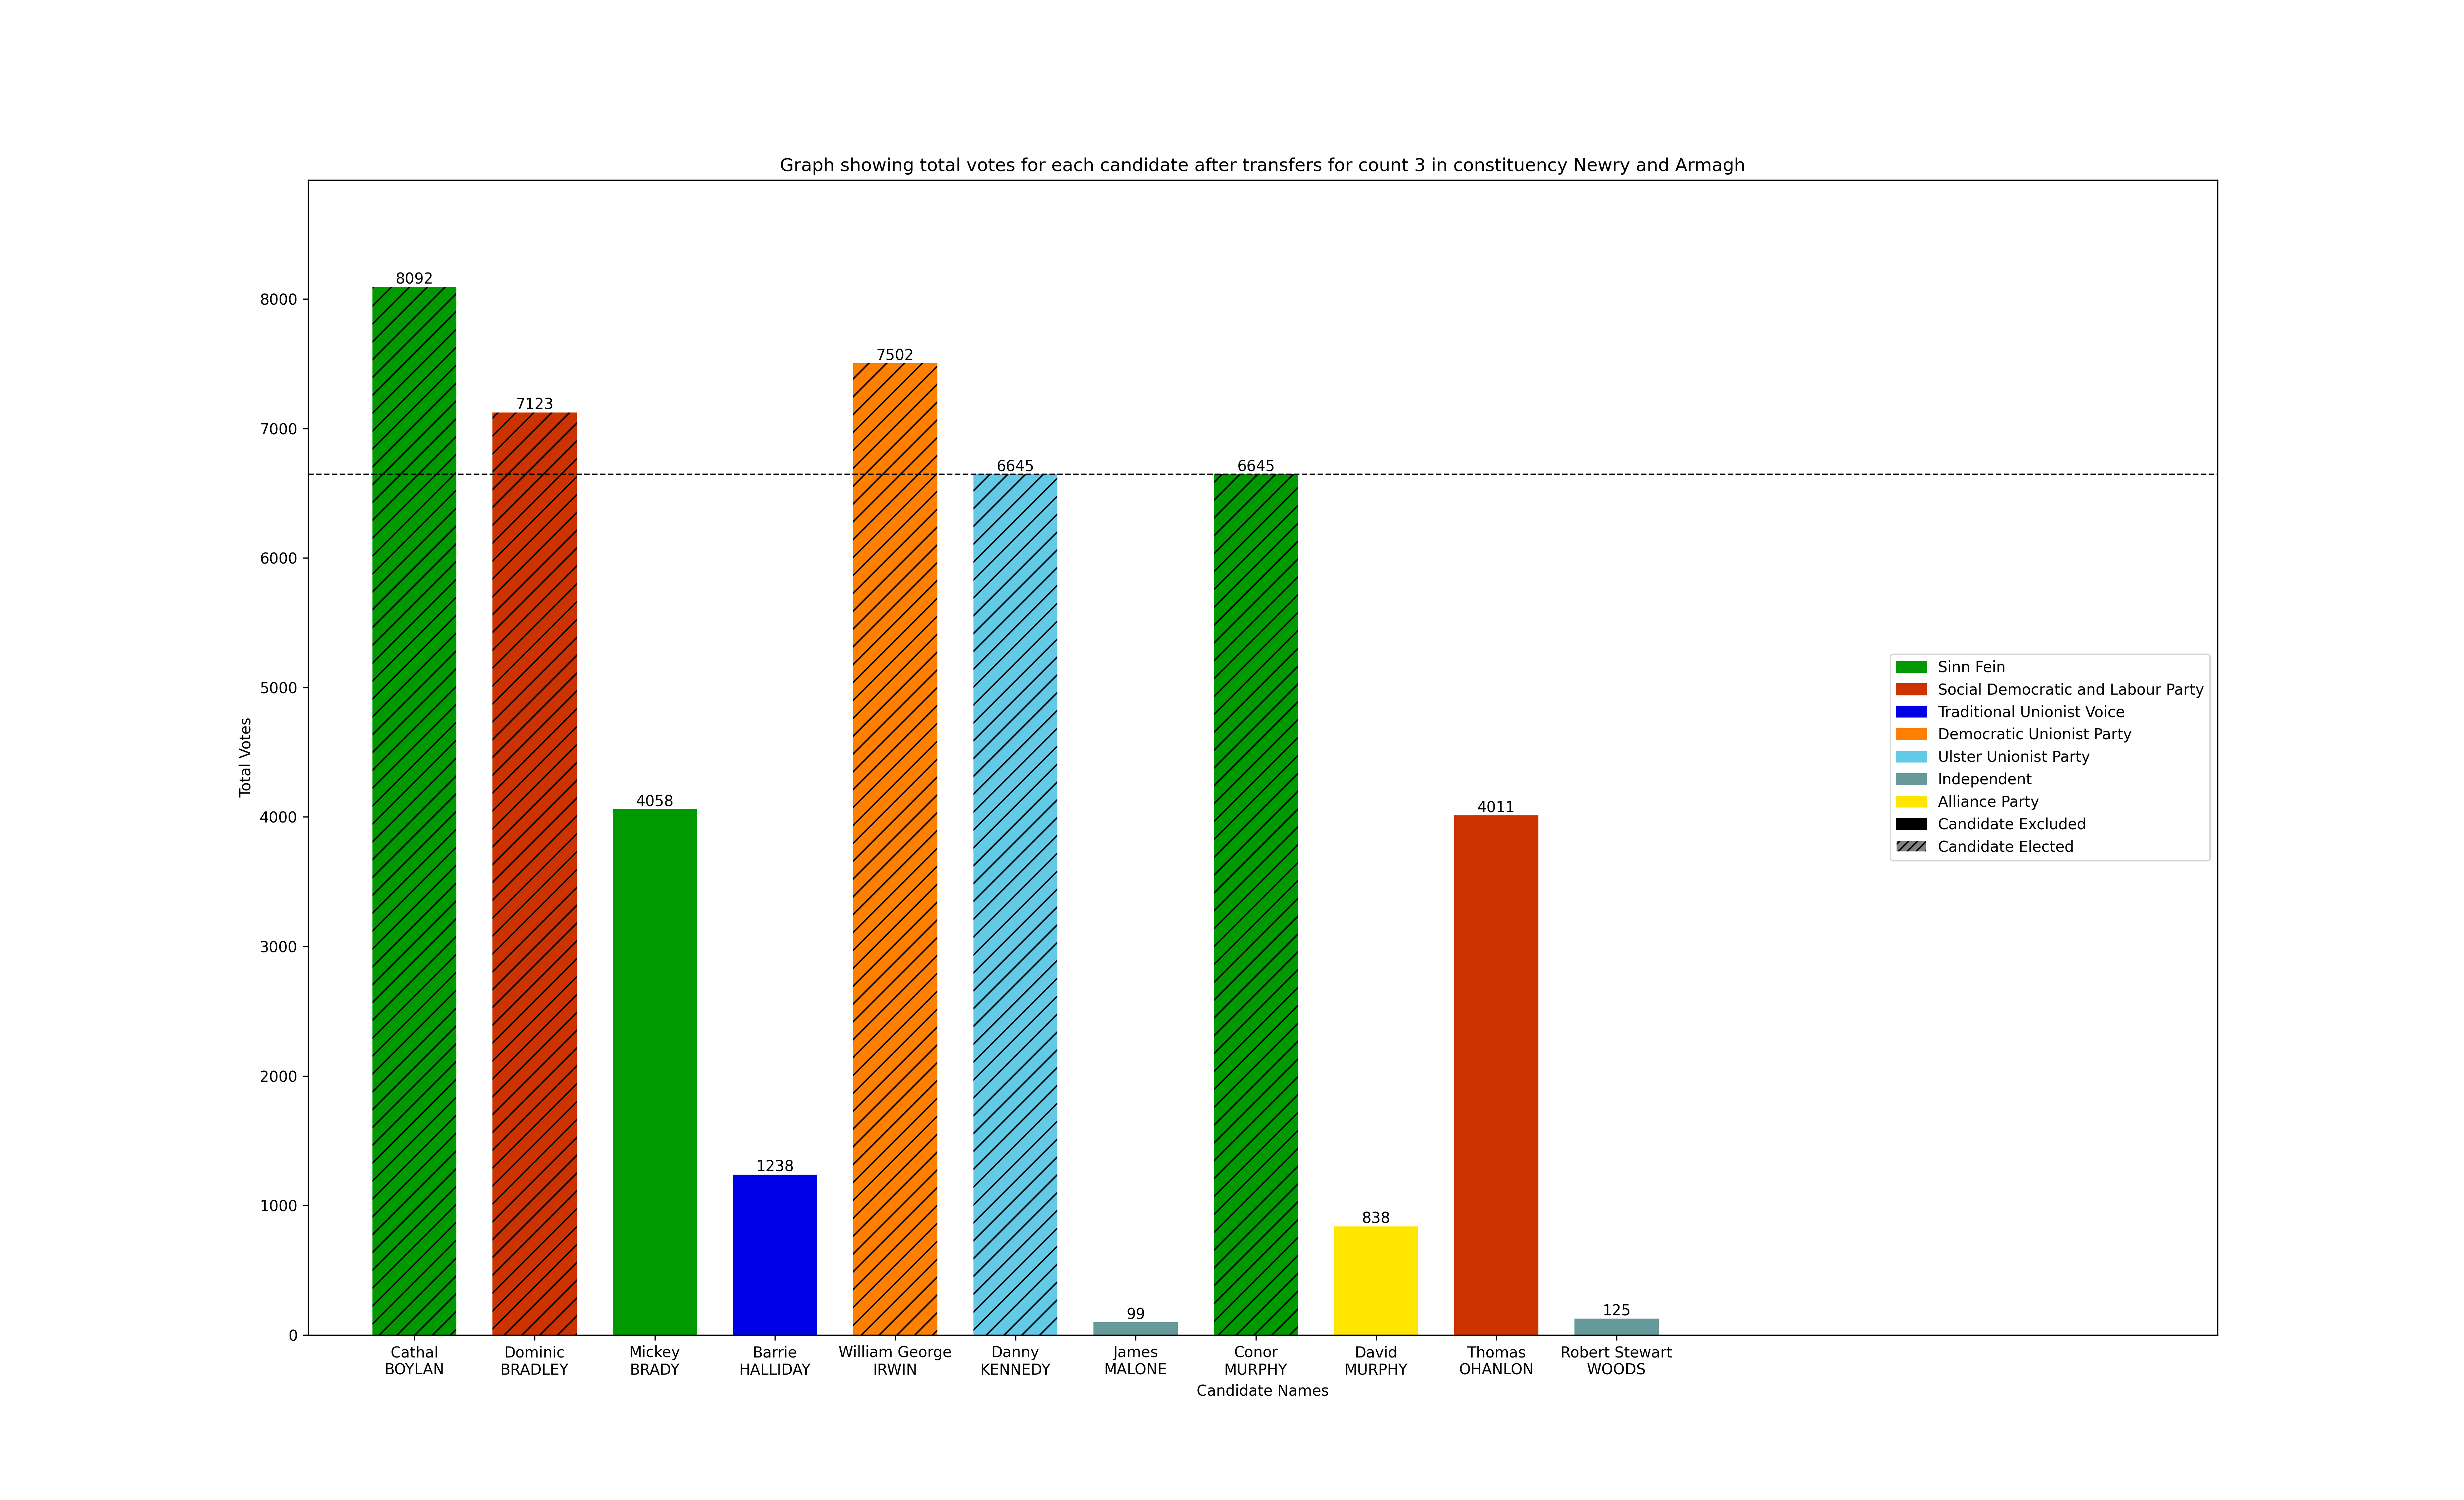 Graph showing total votes for each candidate after transfers for count 3 in constituency Newry and Armagh
8000
7000
6000
5000
4000
3000
2000
1000
0
Total Votes
8092
7123
4058
1238
7502
6645
99
6645
838
4011
125
Cathal
BOYLAN
Dominic
BRADLEY
Mickey
BRADY
Barrie
HALLIDAY
William George
IRWIN
Danny
KENNEDY
James
MALONE
Conor
MURPHY
David
MURPHY
Thomas
OHANLON
Robert Stewart
WOODS
Candidate Names
Sinn Fein
Social Democratic and Labour Party
Traditional Unionist Voice
Democratic Unionist Party
Ulster Unionist Party
Independent
Alliance Party
Candidate Excluded
Candidate Elected